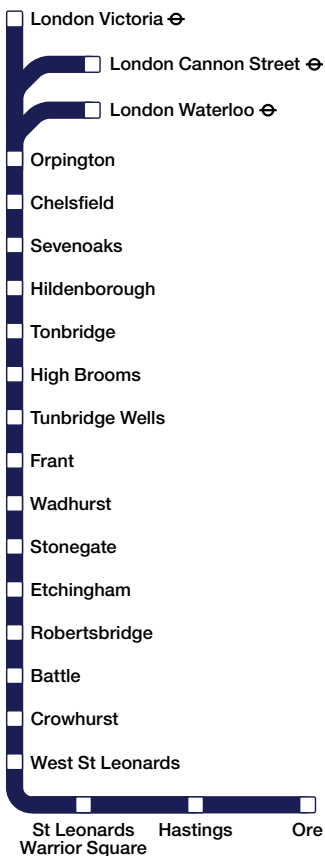 London Victoria
London Cannon Street
London Waterloo
Orpington
Chelsfield
Sevenoaks
Hildenborough
Tonbridge
High Brooms
Tunbridge Wells
Frant
Wadhurst
Stonegate
Etchingham
Robertsbridge
Battle
Crowhurst
West St Leonards
St Leonards
Warrior Square
Hastings
Ore